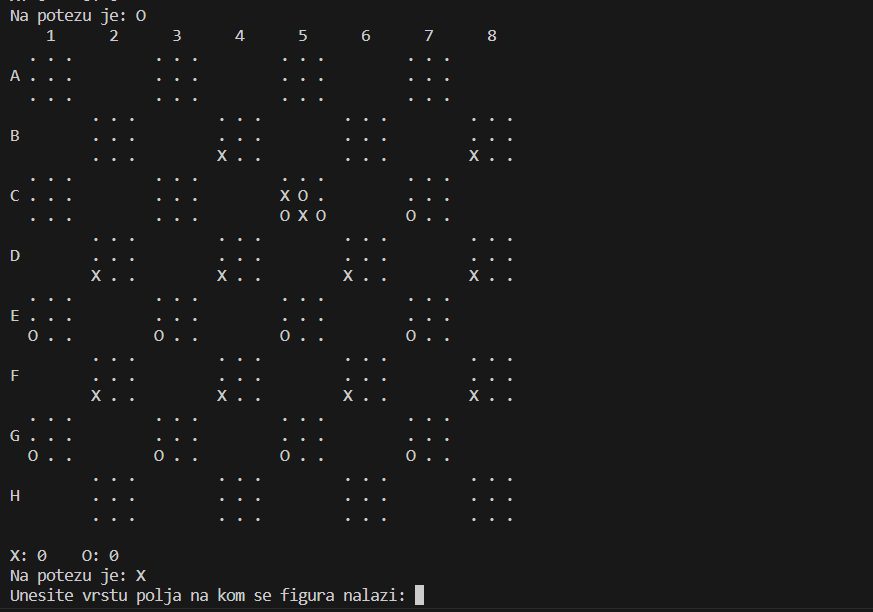 Na potezu je: O
    1     2     3     4     5     6     7     8
  . . .         . . .         . . .         . . .
A . . .         . . .         . . .         . . .
  . . .         . . .         . . .         . . .
         . . .         . . .         . . .         . . .
B        . . .         . . .         . . .         . . .
         . . .         X . .         . . .         X . .
  . . .         . . .         . . .         . . .
C . . .         . . .         X O .         . . .
  . . .         . . .         O X O         O . .
         . . .         . . .         . . .         . . .
D        . . .         . . .         . . .         . . .
         X . .         X . .         X . .         X . .
  . . .         . . .         . . .         . . .
E . . .         . . .         . . .         . . .
  O . .         O . .         O . .         O . .
         . . .         . . .         . . .         . . .
F        . . .         . . .         . . .         . . .
         X . .         X . .         X . .         X . .
  . . .         . . .         . . .         . . .
G . . .         . . .         . . .         . . .
  O . .         O . .         O . .         O . .
         . . .         . . .         . . .         . . .
H        . . .         . . .         . . .         . . .
         . . .         . . .         . . .         . . .
X: 0    O: 0
Na potezu je: X
Unesite vrstu polja na kom se figura nalazi: